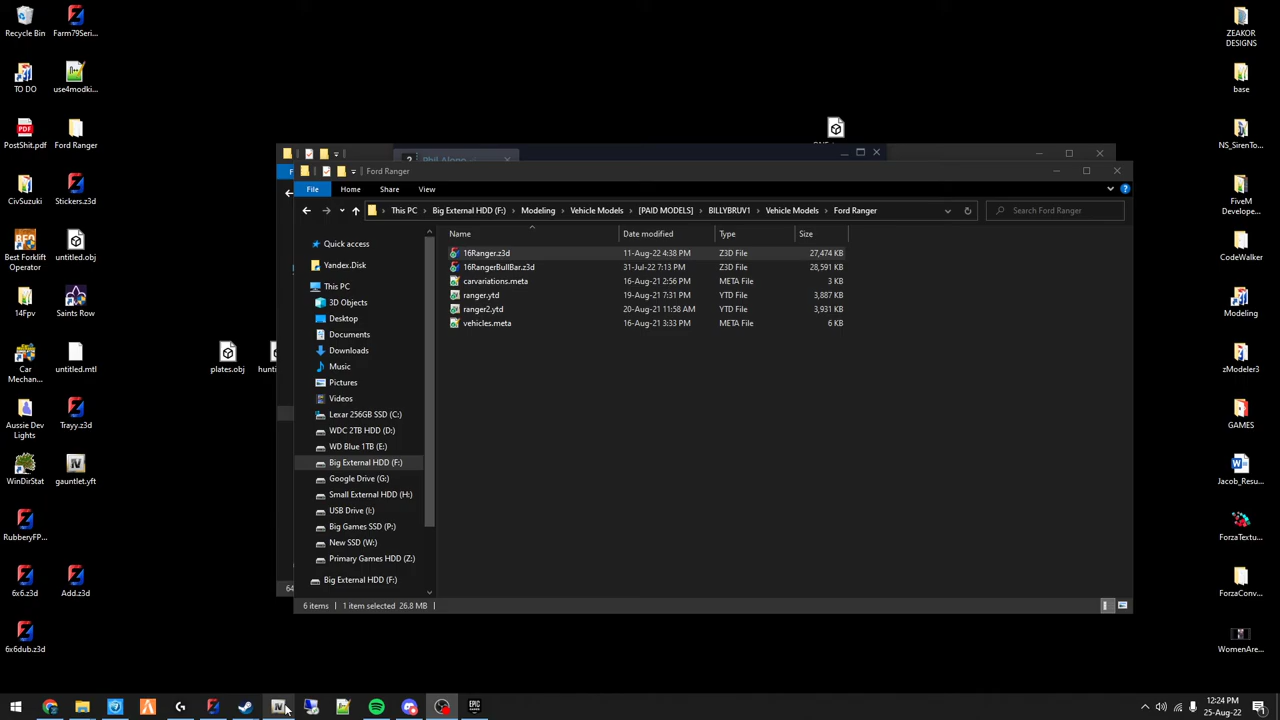 Recycle Bin
Farm79Seri...
TO DO
use4modki...
PostShit.pdf
Ford Ranger
CivSuzuki
Stickers.z3d
Best Forklift
Operator
untitled.obj
14Fpv
Saints Row
Car
Mechan...
untitled.mtl
Aussie Dev
Lights
Trayy.z3d
WinDirStat
gauntlet.yft
RubberyFP...
6x6.z3d
Add.z3d
6x6dub.z3d
plates.obj
Phil Alono
Ford Ranger
File
Home
Share
View
This PC
Big External HDD (F:)
Modeling
Vehicle Models
[PAID MODELS]
BILLYBRUV1
Vehicle Models
Ford Ranger
Search Ford Ranger
Name
Date modified
Type
Size
16Ranger.z3d 11-Aug-22 4:38 PM Z3D File 27,474 KB
16RangerBullBar.z3d 31-Jul-22 7:13 PM Z3D File 28,591 KB
carvariations.meta 16-Aug-21 2:56 PM META File 3 KB
ranger.ytd 19-Aug-21 7:31 PM YTD File 3,887 KB
ranger2.ytd 20-Aug-21 11:58 AM YTD File 3,931 KB
vehicles.meta 16-Aug-21 3:33 PM META File 6 KB
Quick access
Yandex.Disk
This PC
3D Objects
Desktop
Documents
Downloads
Music
Pictures
Videos
Lexar 256GB SSD (C:)
WDC 2TB HDD (D:)
WD Blue 1TB (E:)
Big External HDD (F:)
Google Drive (G:)
Small External HDD (H:)
USB Drive (I:)
Big Games SSD (P:)
New SSD (W:)
Primary Games HDD (Z:)
Big External HDD (F:)
6 items
1 item selected 26.8 MB
64
ZEAKOR
DESIGNS
base
NS_SirenTo...
FiveM
Develope...
CodeWalker
Modeling
zModeler3
GAMES
Jacob_Resu...
ForzaTextu...
ForzaConv...
WomenAre...
12:24 PM
25-Aug-22